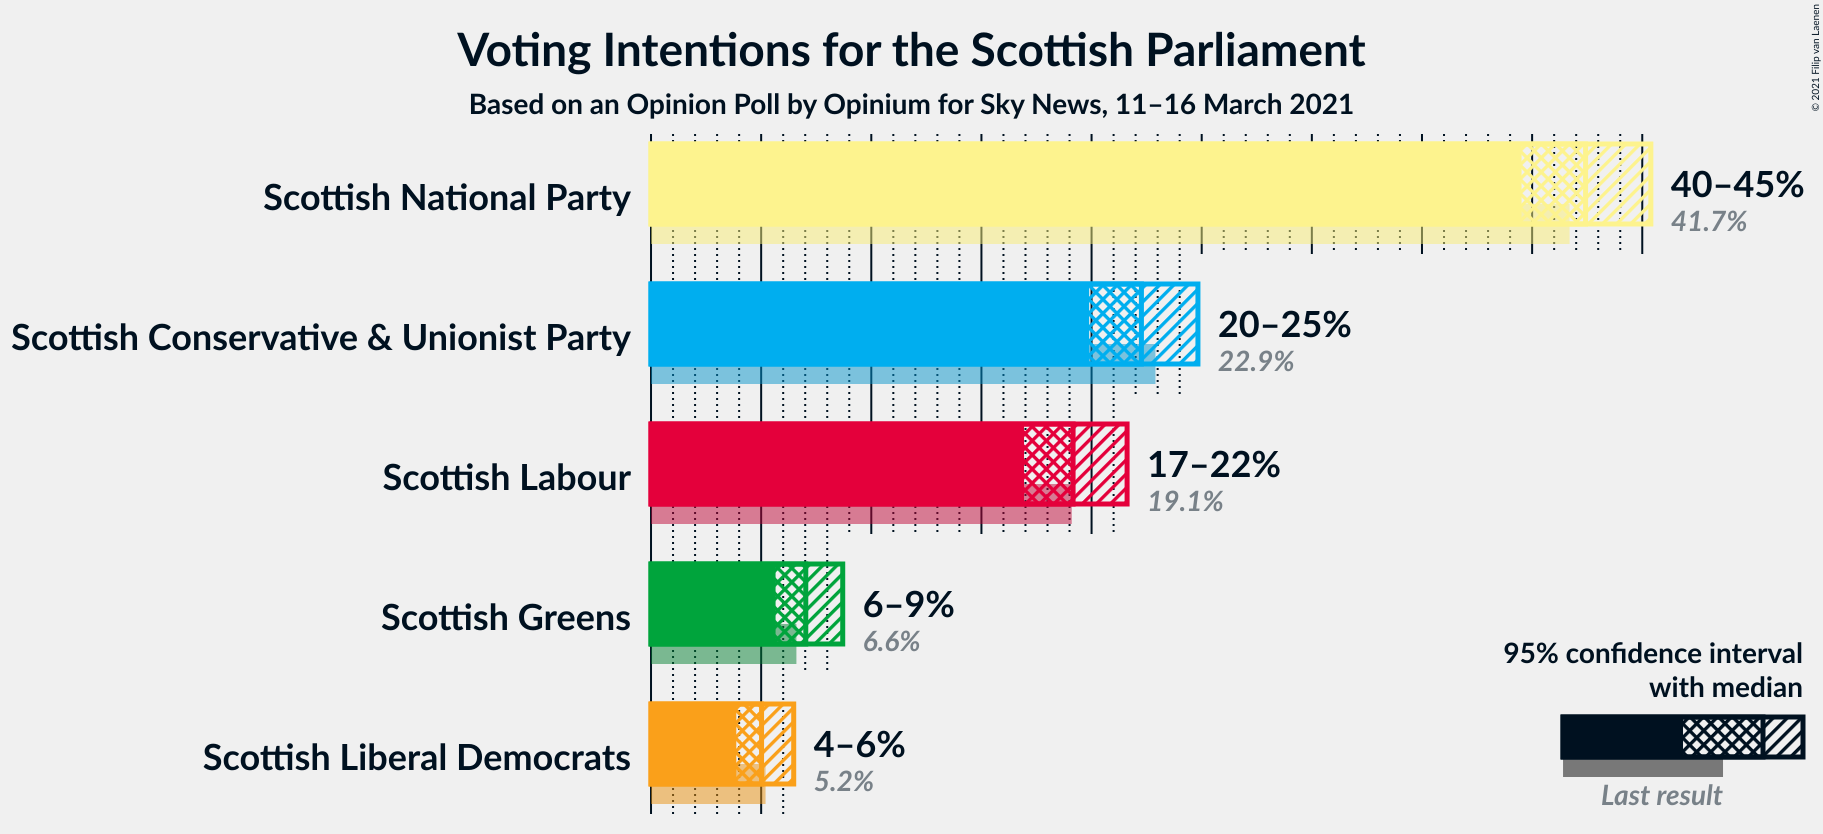 Voting Intentions for the Scottish Parliament
Based on an Opinion Poll by Opinium for Sky News, 11–16 March 2021
© 2021 Filip van Laenen
Scottish National Party
40–45%
41.7%
Scottish Conservative & Unionist Party
20–25%
22.9%
Scottish Labour
17–22%
19.1%
Scottish Greens
6–9%
6.6%
Scottish Liberal Democrats
4–6%
5.2%
95% confidence interval
with median
Last result